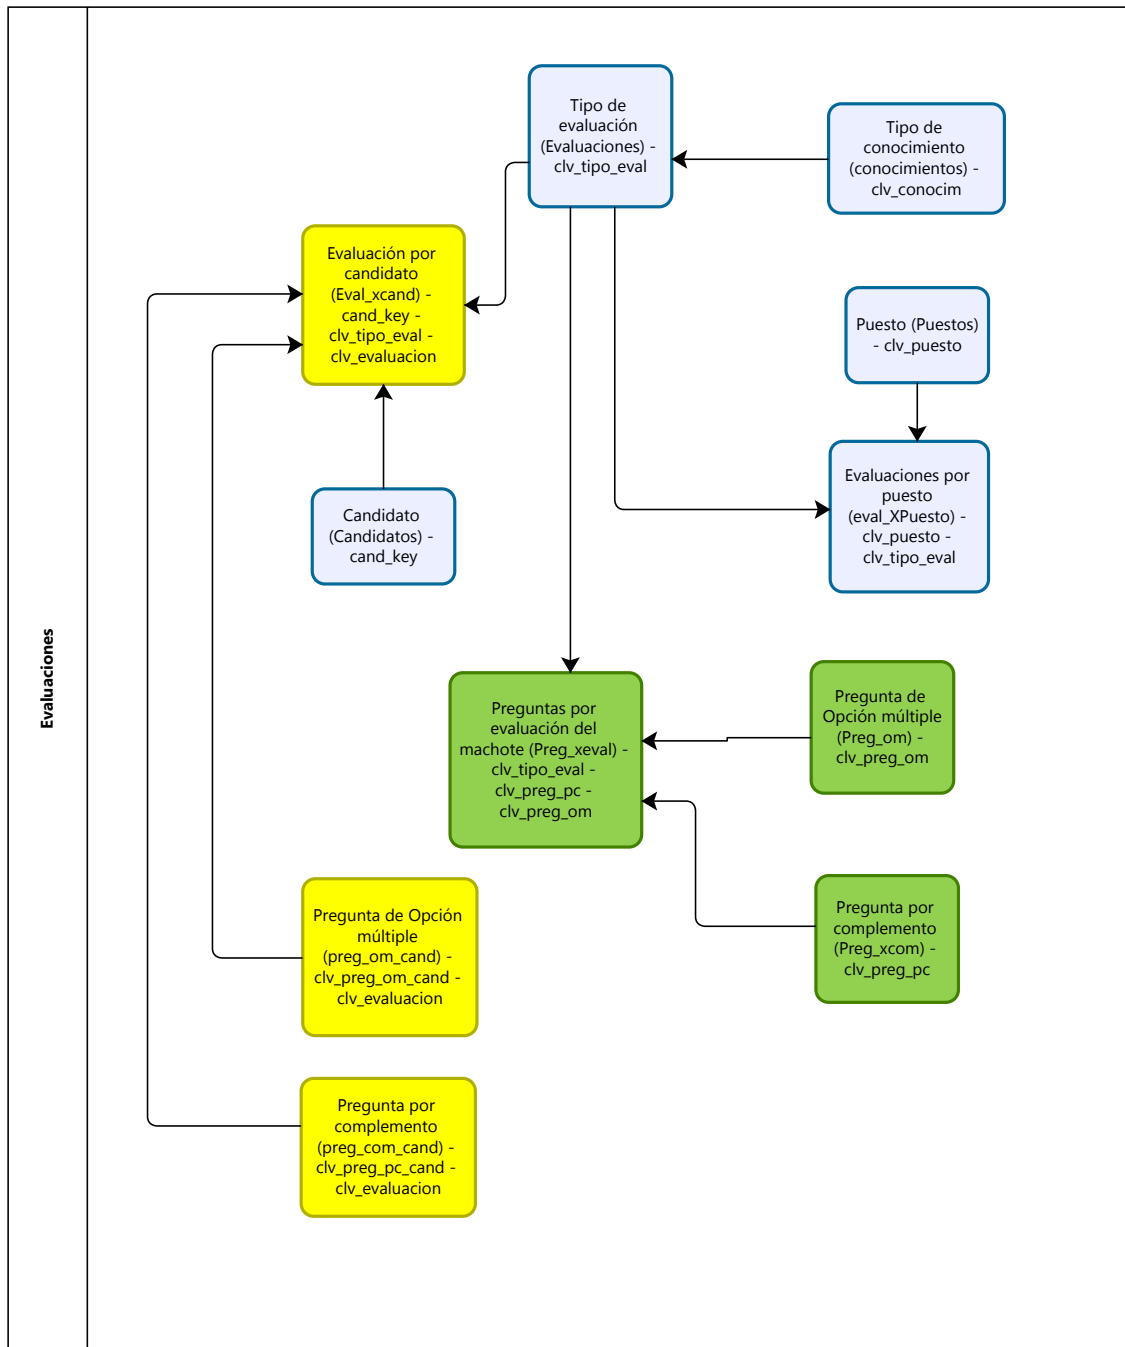 Evaluaciones
Tipo de
evaluación
(Evaluaciones) -
clv_tipo_eval
Tipo de
conocimiento
(conocimientos) -
clv_conocim
Evaluación por
candidato
(Eval_xcand) -
cand_key -
clv_tipo_eval -
clv_evaluacion
Puesto (Puestos)
- clv_puesto
Evaluaciones por
puesto
(eval_XPuesto) -
clv_puesto -
clv_tipo_eval
Candidato
(Candidatos) -
cand_key
Preguntas por
evaluación del
machote (Preg_xeval) -
clv_tipo_eval -
clv_preg_pc -
clv_preg_om
Pregunta de
Opción múltiple
(Preg_om) -
clv_preg_om
Pregunta por
complemento
(Preg_xcom) -
clv_preg_pc
Pregunta de Opción
múltiple
(preg_om_cand) -
clv_preg_om_cand -
clv_evaluacion
Pregunta por
complemento
(preg_com_cand) -
clv_preg_pc_cand -
clv_evaluacion